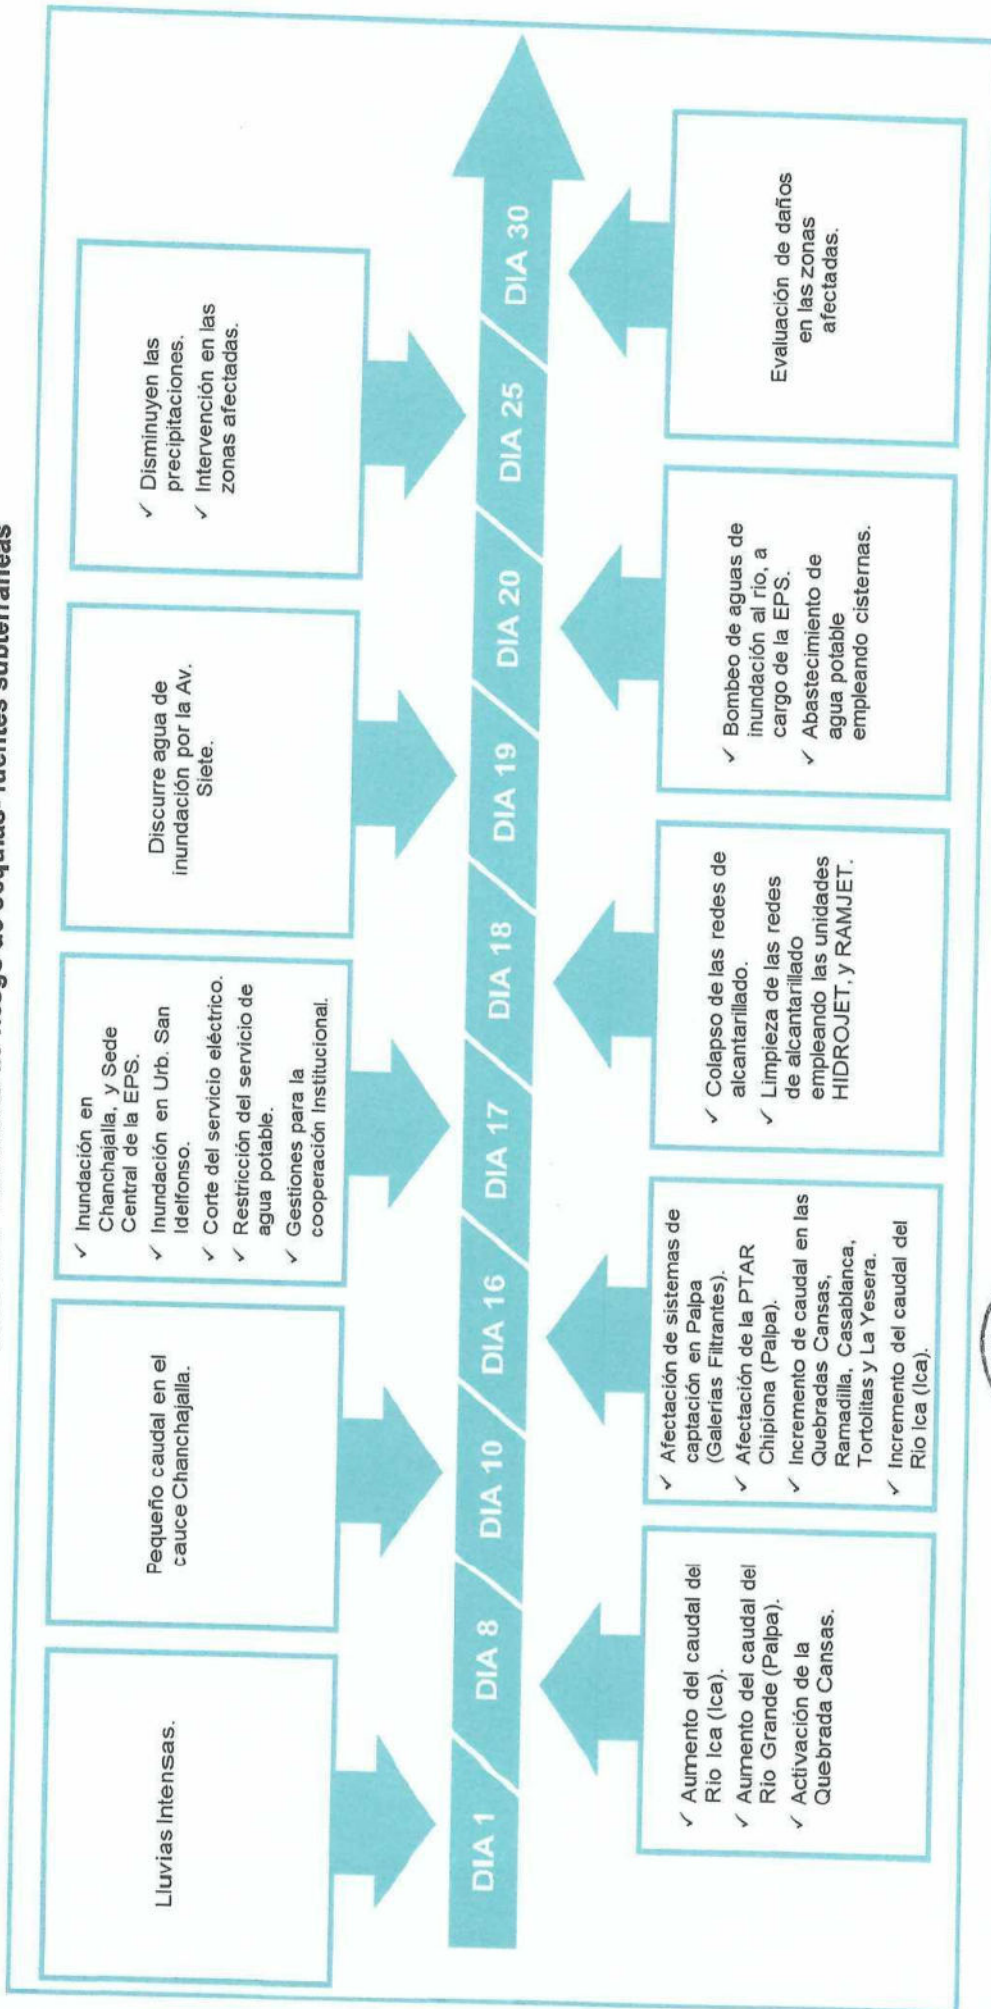 Riesgo de sequías- fuentes subterráneas
Lluvias Intensas.
Pequeño caudal en el
cauce Chanchajalla.
✓ Inundación en
Chanchajalla, y Sede
Central de la EPS.
✓ Inundación en Urb. San
Idelfonso.
✓ Corte del servicio eléctrico.
✓ Restricción del servicio de
agua potable.
✓ Gestiones para la
cooperación Institucional.
Discurre agua de
inundación por la Av.
Siete.
✓ Disminuyen las
precipitaciones.
✓ Intervención en las
zonas afectadas.
DIA 1
DIA 8
DIA 10
DIA 16
DIA 17
DIA 18
DIA 19
DIA 20
DIA 25
DIA 30
✓ Aumento del caudal del
Rio Ica (Ica).
✓ Aumento del caudal del
Rio Grande (Palpa).
✓ Activación de la
Quebrada Cansas.
✓ Afectación de sistemas de
captación en Palpa
(Galerías Filtrantes).
✓ Afectación de la PTAR
Chipiona (Palpa).
✓ Incremento de caudal en las
Quebradas Cansas,
Ramadilla, Casablanca,
Tortolitas y La Yesera.
✓ Incremento del caudal del
Rio Ica (Ica).
✓ Colapso de las redes de
alcantarillado.
✓ Limpieza de las redes
de alcantarillado
empleando las unidades
HIDROJET, y RAMJET.
✓ Bombeo de aguas de
inundación al rio, a
cargo de la EPS.
✓ Abastecimiento de
agua potable
empleando cisternas.
Evaluación de daños
en las zonas
afectadas.